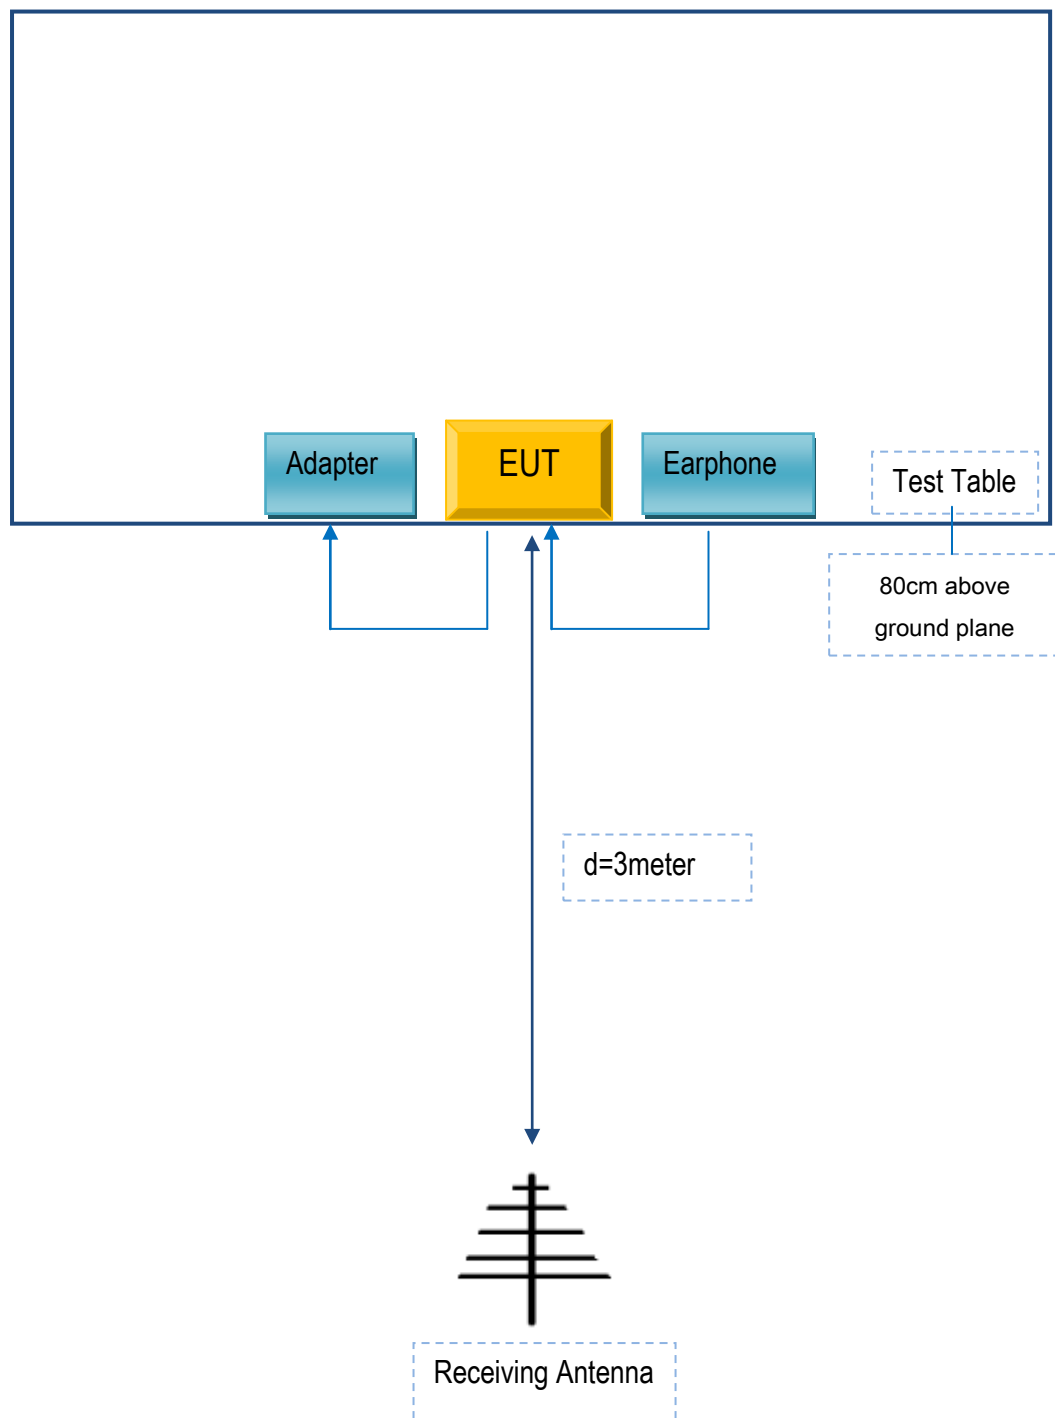 Adapter
EUT
Earphone
Test Table
80cm above
ground plane
d=3meter
Receiving Antenna